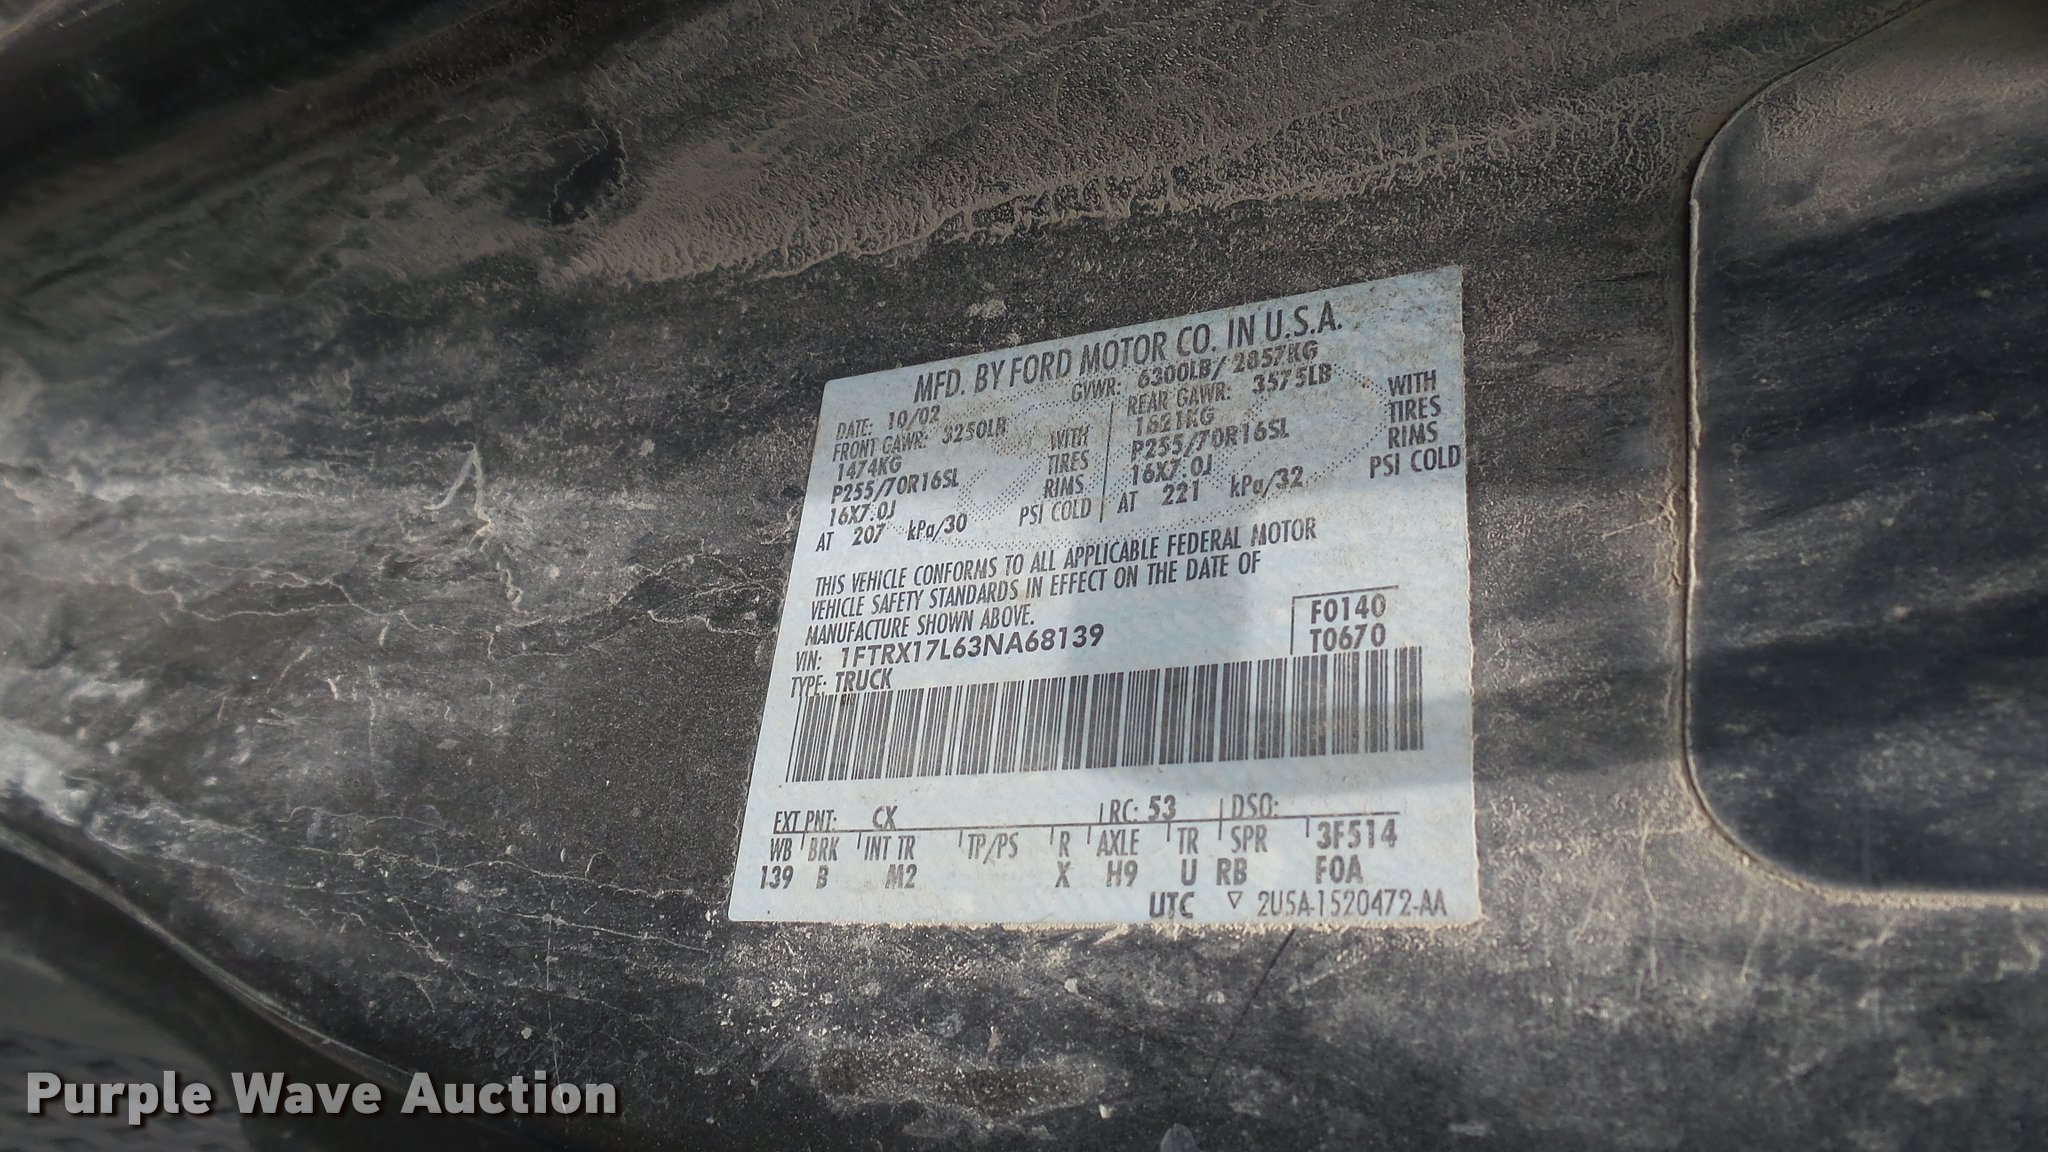 MFD. BY FORD MOTOR CO. IN U.S.A.
DATE: 10/02 GVWR: 6300LB/ 2857KG
FRONT GAWR: 3250LB REAR GAWR: 3575LB
1474KG WITH 1621KG WITH
P255/70R16SL TIRES P255/70R16SL TIRES
16X7.0J RIMS 16X7.0J RIMS
AT 207 kPa/30 PSI COLD AT 221 kPa/32 PSI COLD
THIS VEHICLE CONFORMS TO ALL APPLICABLE FEDERAL MOTOR
VEHICLE SAFETY STANDARDS IN EFFECT ON THE DATE OF
MANUFACTURE SHOWN ABOVE.
F0140
VIN: 1FTRX17L63NA68139 T0670
TYPE: TRUCK
EXT PNT: CX RC: 53 DSO:
WB BRK INT TR TP/PS R AXLE TR SPR 3F514
139 B M2 X H9 U RB F0A
UTC ▽ 2U5A-1520472-AA
Purple Wave Auction